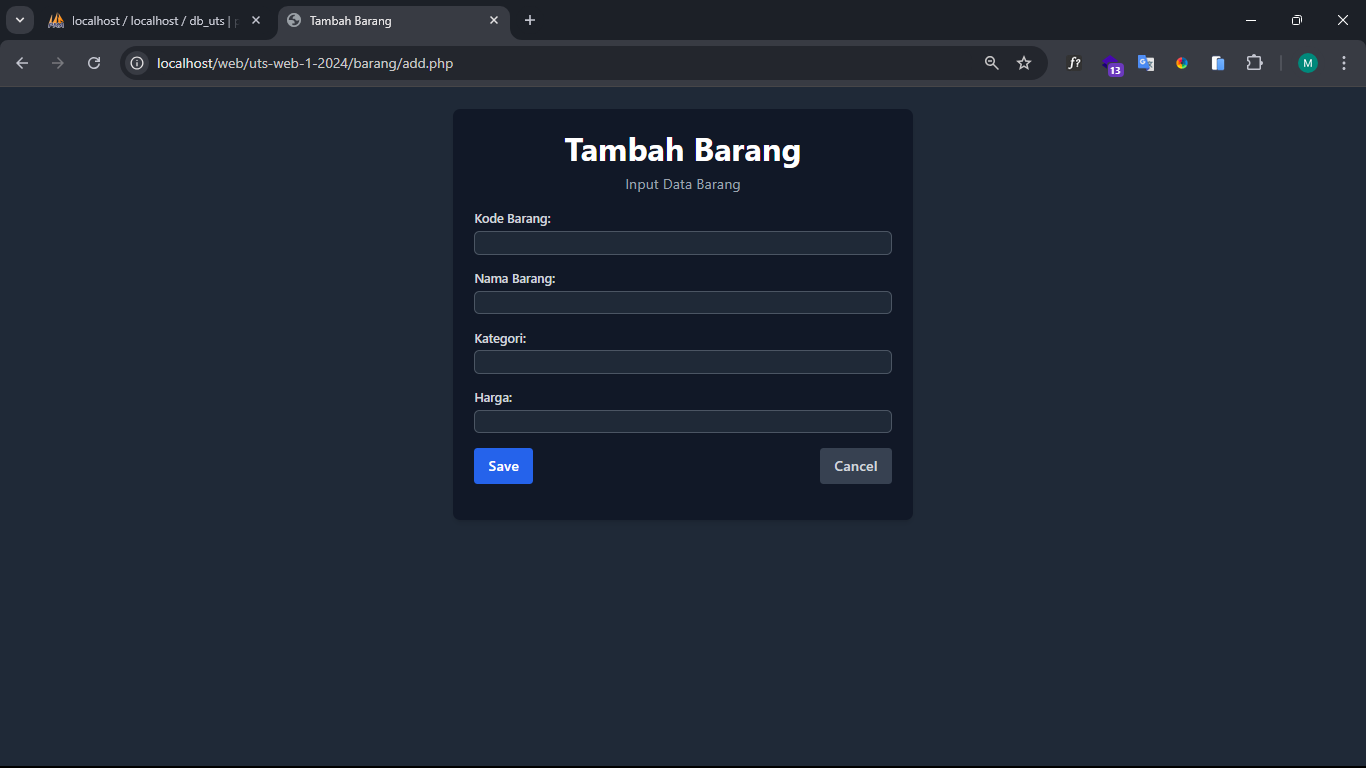 localhost / localhost / db_uts |
Tambah Barang
localhost/web/uts-web-1-2024/barang/add.php
f?
13
M
Tambah Barang
Input Data Barang
Kode Barang:
Nama Barang:
Kategori:
Harga:
Save
Cancel